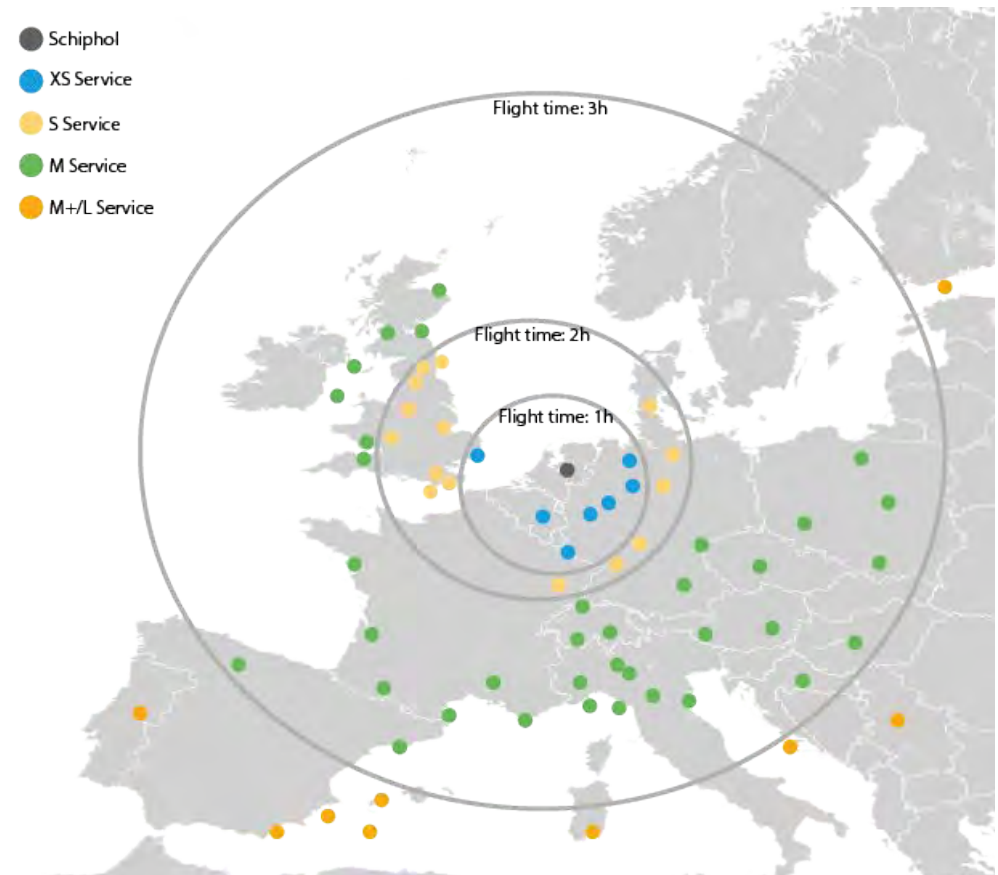 Schiphol
XS Service
S Service
M Service
M+/L Service
Flight time: 3h
Flight time: 2h
Flight time: 1h